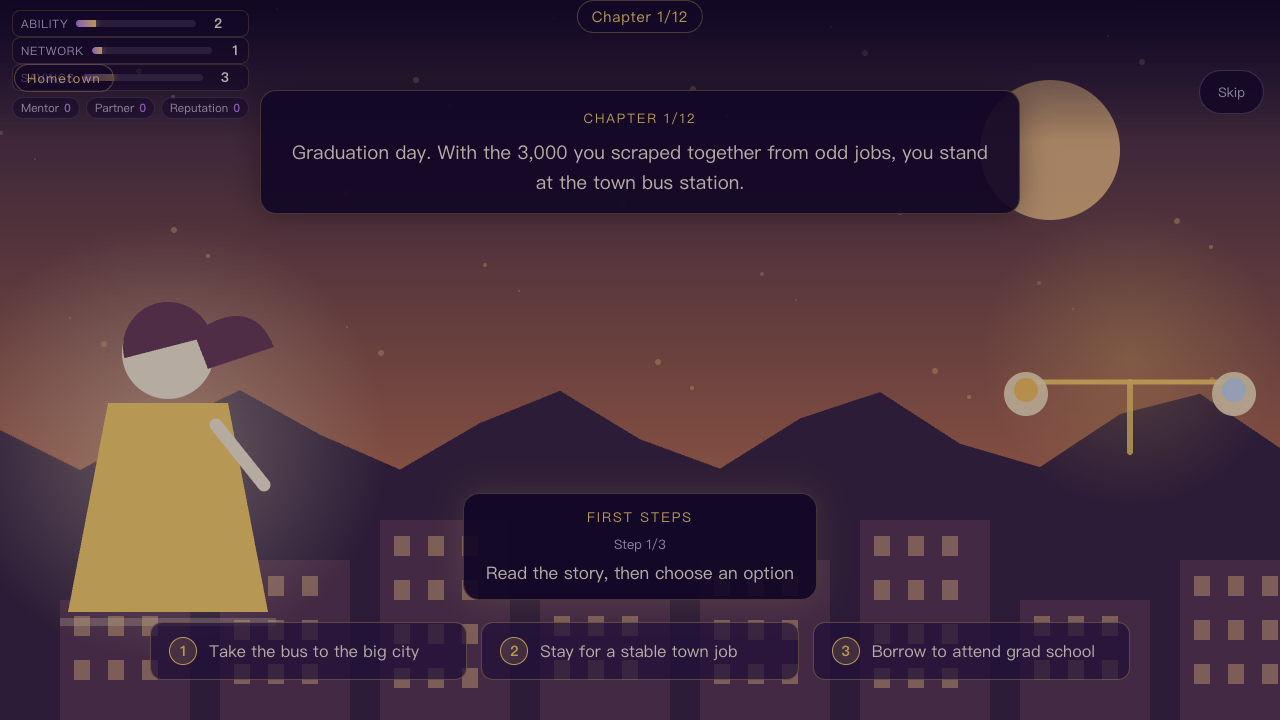 ABILITY 2
Chapter 1/12
NETWORK 1
Hometown 3
Mentor 0 Partner 0 Reputation 0
Skip
CHAPTER 1/12
Graduation day. With the 3,000 you scraped together from odd jobs, you stand
at the town bus station.
FIRST STEPS
Step 1/3
Read the story, then choose an option
1 Take the bus to the big city
2 Stay for a stable town job
3 Borrow to attend grad school